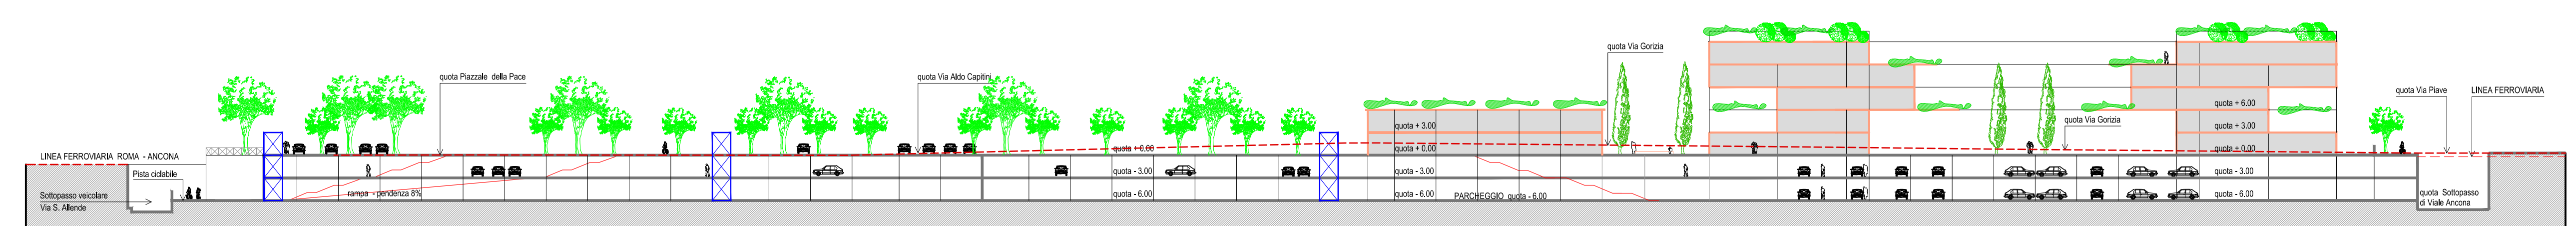 LINEA FERROVIARIA ROMA - ANCONA
Pista ciclabile
Sottopasso veicolare
Via S. Allende
quota Piazzale della Pace
rampa - pendenza 8%
quota Via Aldo Capitini
quota + 0.00
quota - 3.00
quota - 6.00
quota + 3.00
quota + 0.00
quota - 3.00
quota - 6.00
PARCHEGGIO quota - 6.00
quota Via Gorizia
quota Via Gorizia
quota + 6.00
quota + 3.00
quota + 0.00
quota - 3.00
quota - 6.00
quota Via Piave
LINEA FERROVIARIA
quota Sottopasso
di Viale Ancona